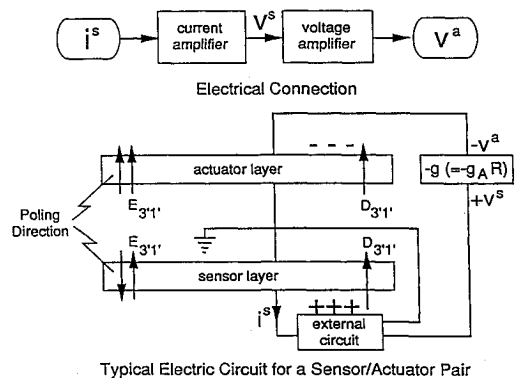 i^s
current
amplifier
V^s
voltage
amplifier
V^a
Electrical Connection
- - -
-V^a
actuator layer
-g (=-g_A R)
E_3'1'
D_3'1'
+V^s
Poling
Direction
E_3'1'
D_3'1'
sensor layer
i^s
+++
external
circuit
Typical Electric Circuit for a Sensor/Actuator Pair